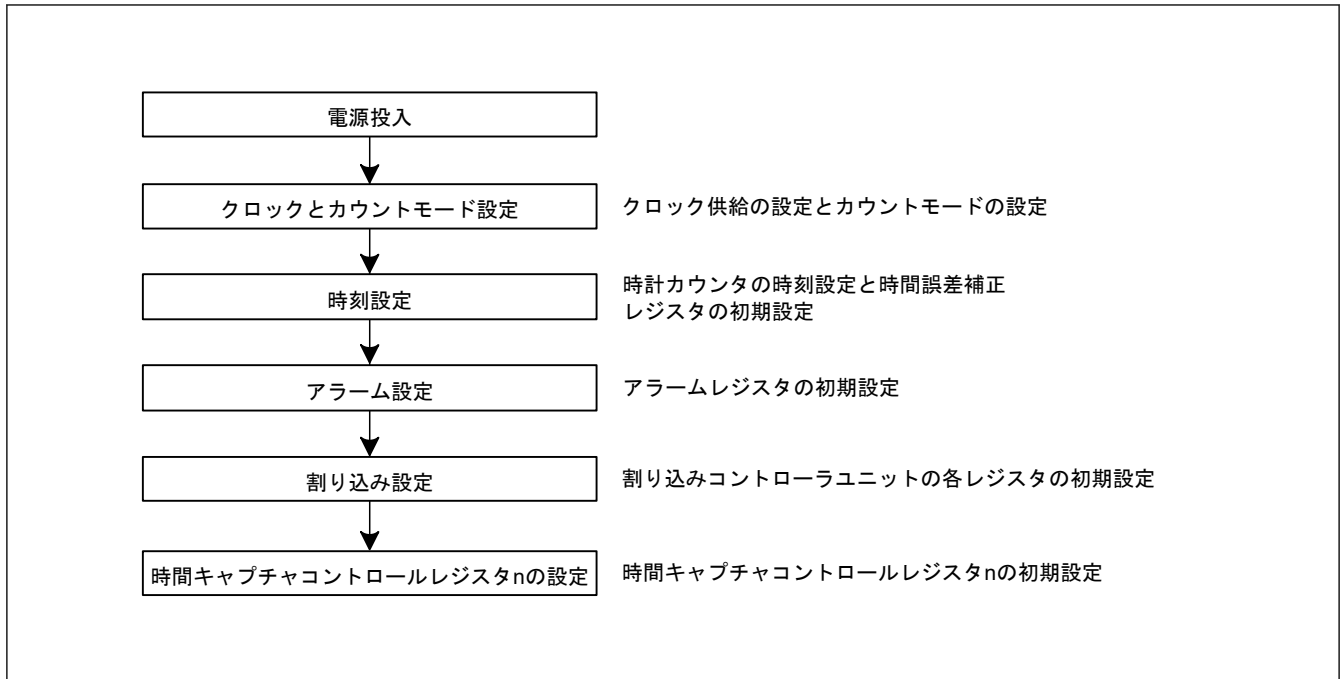 電源投入
クロックとカウントモード設定
クロック供給の設定とカウントモードの設定
時刻設定
時計カウンタの時刻設定と時間誤差補正
レジスタの初期設定
アラーム設定
アラームレジスタの初期設定
割り込み設定
割り込みコントローラユニットの各レジスタの初期設定
時間キャプチャコントロールレジスタnの設定
時間キャプチャコントロールレジスタnの初期設定